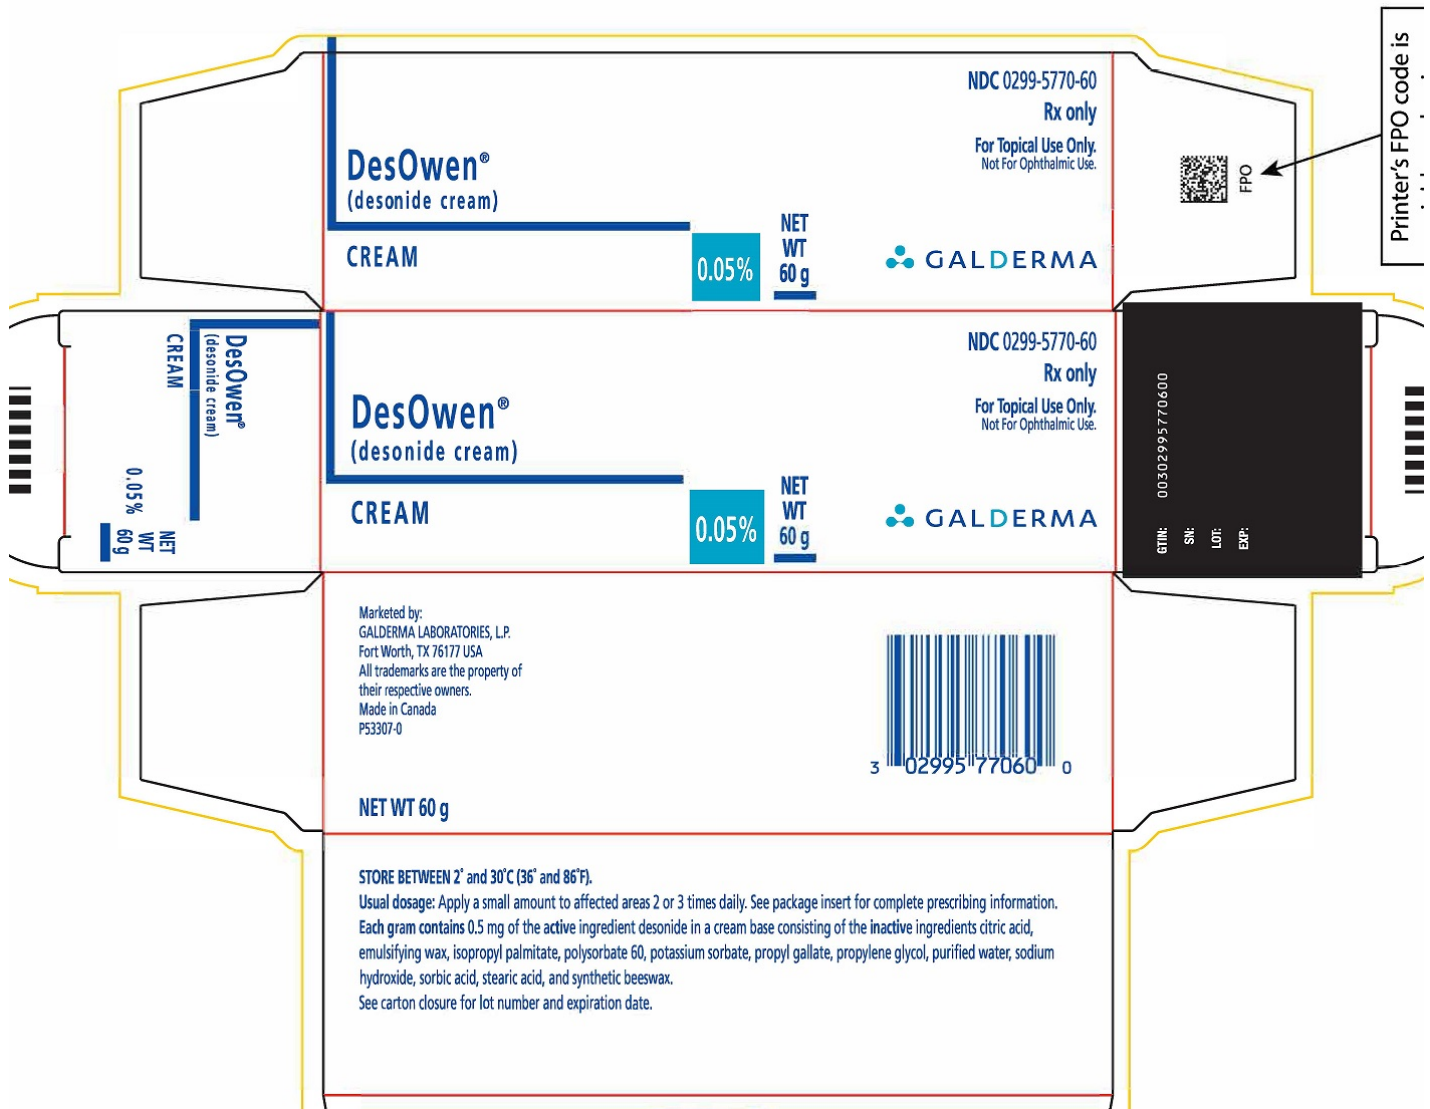 Printer's FPO code is
NDC 0299-5770-60
Rx only
For Topical Use Only.
Not For Ophthalmic Use.
DesOwen®
(desonide cream)
CREAM
0.05%
NET
WT
60 g
GALDERMA
FPO
DesOwen®
(desonide cream)
CREAM
0.05%
NET
WT
60 g
NDC 0299-5770-60
Rx only
For Topical Use Only.
Not For Ophthalmic Use.
DesOwen®
(desonide cream)
CREAM
0.05%
NET
WT
60 g
GALDERMA
GTIN: 00302995770600
SN:
LOT:
EXP:
Marketed by:
GALDERMA LABORATORIES, L.P.
Fort Worth, TX 76177 USA
All trademarks are the property of
their respective owners.
Made in Canada
P53307-0
3 02995 77060 0
NET WT 60 g
STORE BETWEEN 2˚ and 30˚C (36˚ and 86˚F).
Usual dosage: Apply a small amount to affected areas 2 or 3 times daily. See package insert for complete prescribing information.
Each gram contains 0.5 mg of the active ingredient desonide in a cream base consisting of the inactive ingredients citric acid,
emulsifying wax, isopropyl palmitate, polysorbate 60, potassium sorbate, propyl gallate, propylene glycol, purified water, sodium
hydroxide, sorbic acid, stearic acid, and synthetic beeswax.
See carton closure for lot number and expiration date.